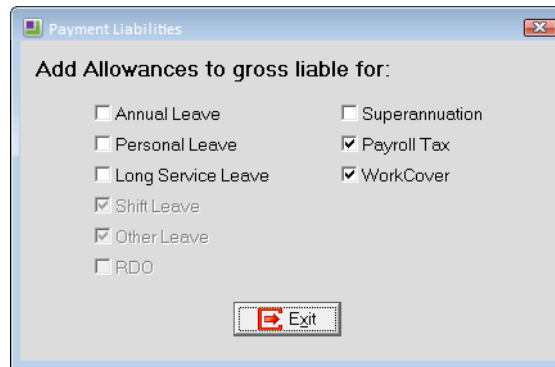 Payment Liabilities
Add Allowances to gross liable for:
Annual Leave
Personal Leave
Long Service Leave
Shift Leave
Other Leave
RDO
Superannuation
Payroll Tax
WorkCover
Exit